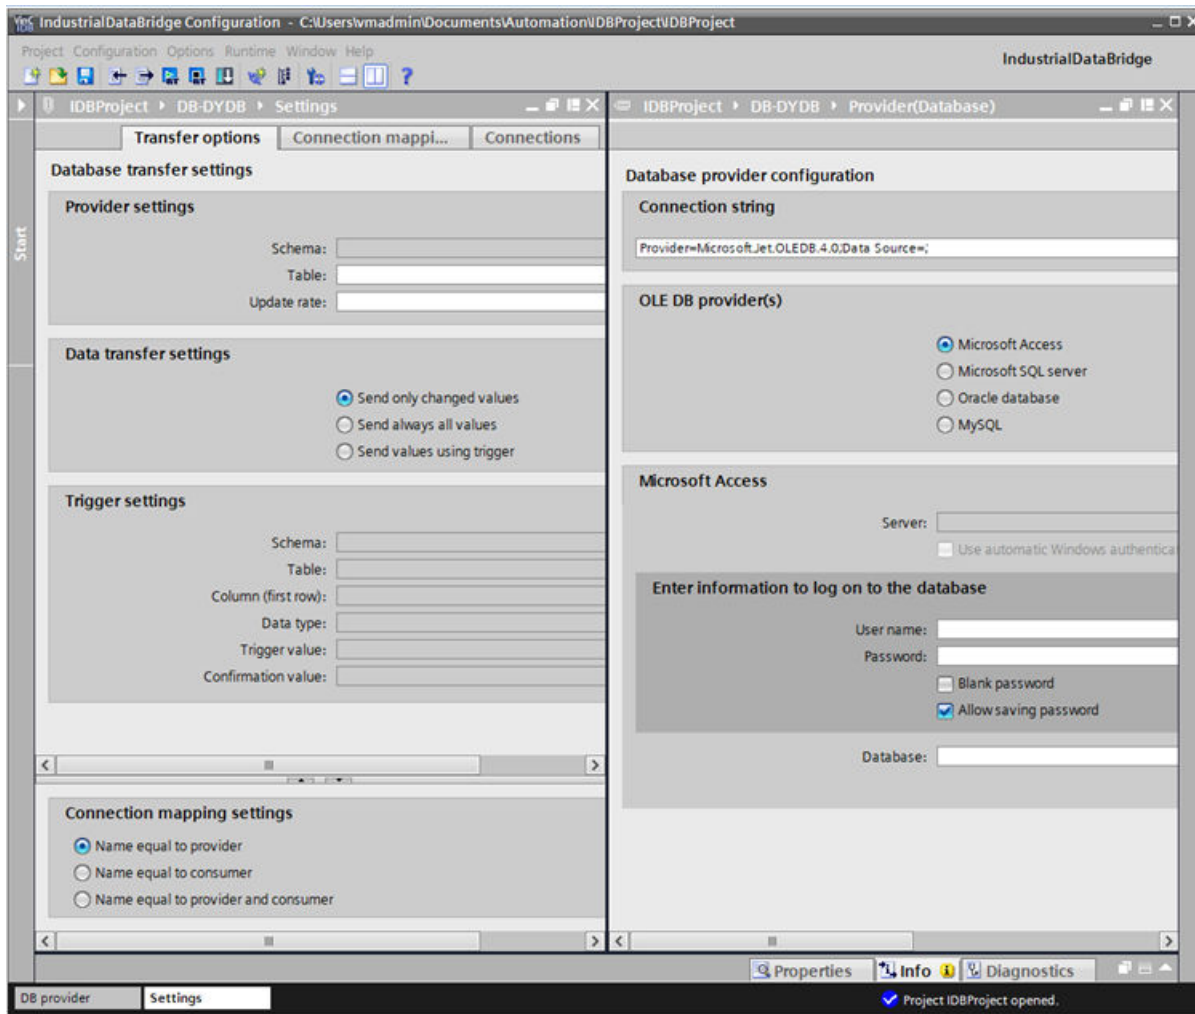 IndustrialDataBridge Configuration - C:\Users\vmadmin\Documents\Automation\IDBProject\IDBProject
Project Configuration Options Runtime Window Help
IndustrialDataBridge
IDBProject DB-DYDB Settings
Transfer options Connection mappi... Connections
Database transfer settings
Provider settings
Schema:
Table:
Update rate:
Data transfer settings
Send only changed values
Send always all values
Send values using trigger
Trigger settings
Schema:
Table:
Column (first row):
Data type:
Trigger value:
Confirmation value:
Connection mapping settings
Name equal to provider
Name equal to consumer
Name equal to provider and consumer
Start
IDBProject DB-DYDB Provider(Database)
Database provider configuration
Connection string
Provider=Microsoft.Jet.OLEDB.4.0;Data Source=;
OLE DB provider(s)
Microsoft Access
Microsoft SQL server
Oracle database
MySQL
Microsoft Access
Server:
Use automatic Windows authentica
Enter information to log on to the database
User name:
Password:
Blank password
Allow saving password
Database:
Properties Info Diagnostics
DB provider Settings
Project IDBProject opened.